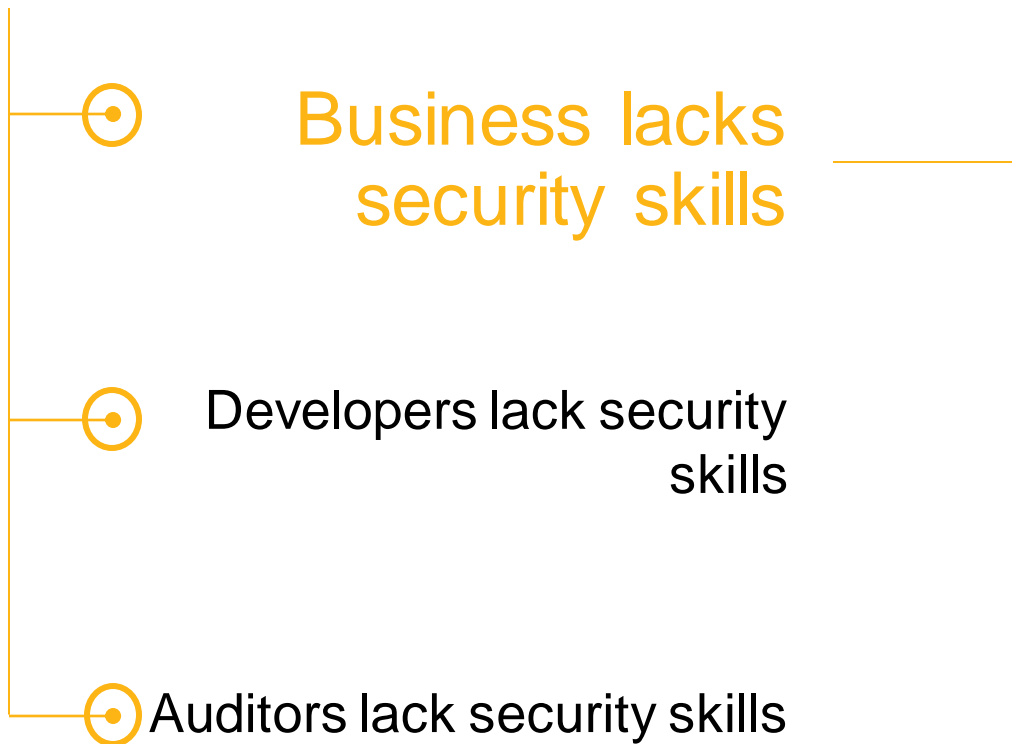 Business lacks
security skills
Developers lack security
skills
Auditors lack security skills